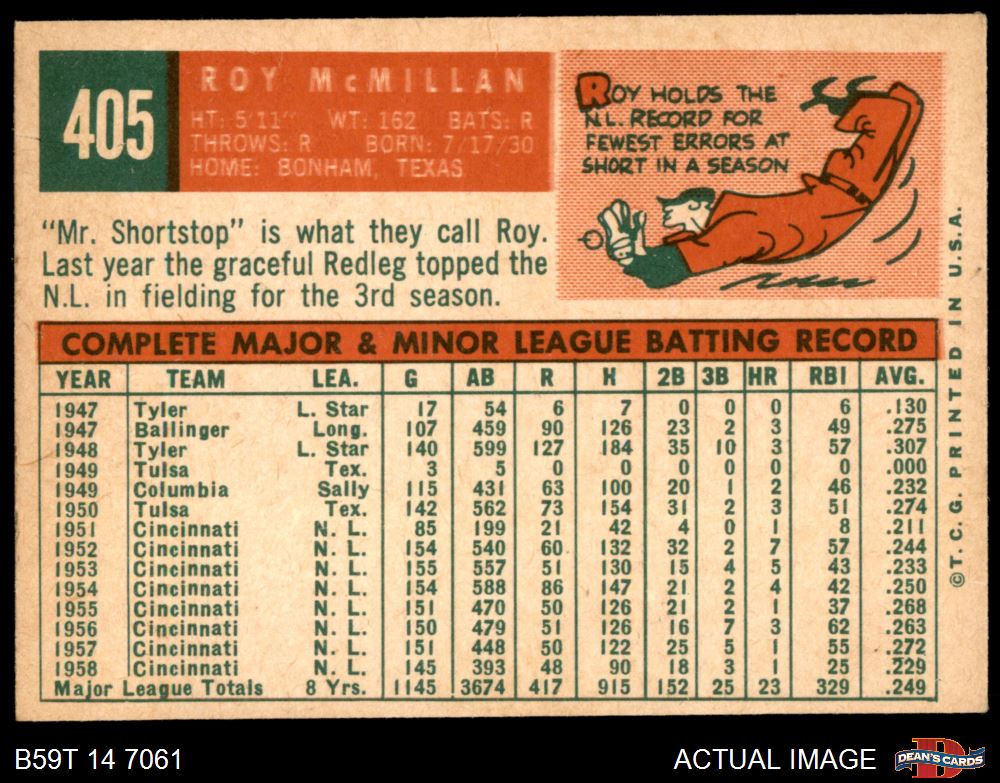 405
ROY McMILLAN
HT: 5'11" WT: 162 BATS: R
THROWS: R BORN: 7/17/30
HOME: BONHAM, TEXAS
ROY HOLDS THE
N.L. RECORD FOR
FEWEST ERRORS AT
SHORT IN A SEASON
"Mr. Shortstop" is what they call Roy.
Last year the graceful Redleg topped the
N.L. in fielding for the 3rd season.
COMPLETE MAJOR & MINOR LEAGUE BATTING RECORD
YEAR TEAM LEA. G AB R H 2B 3B HR RBI AVG.
1947 Tyler L. Star 17 54 6 7 0 0 0 6 .130
1947 Ballinger Long. 107 459 90 126 23 2 3 49 .275
1948 Tyler L. Star 140 599 127 184 35 10 3 57 .307
1949 Tulsa Tex. 3 5 0 0 0 0 0 0 .000
1949 Columbia Sally 115 431 63 100 20 1 2 46 .232
1950 Tulsa Tex. 142 562 73 154 31 2 3 51 .274
1951 Cincinnati N. L. 85 199 21 42 4 0 1 8 .211
1952 Cincinnati N. L. 154 540 60 132 32 2 7 57 .244
1953 Cincinnati N. L. 155 557 51 130 15 4 5 43 .233
1954 Cincinnati N. L. 154 588 86 147 21 2 4 42 .250
1955 Cincinnati N. L. 151 470 50 126 21 2 1 37 .268
1956 Cincinnati N. L. 150 479 51 126 16 7 3 62 .263
1957 Cincinnati N. L. 151 448 50 122 25 5 1 55 .272
1958 Cincinnati N. L. 145 393 48 90 18 3 1 25 .229
Major League Totals 8 Yrs. 1145 3674 417 915 152 25 23 329 .249
©T. C. G. PRINTED IN U.S.A.
B59T 14 7061
ACTUAL IMAGE
D
DEAN'S CARDS